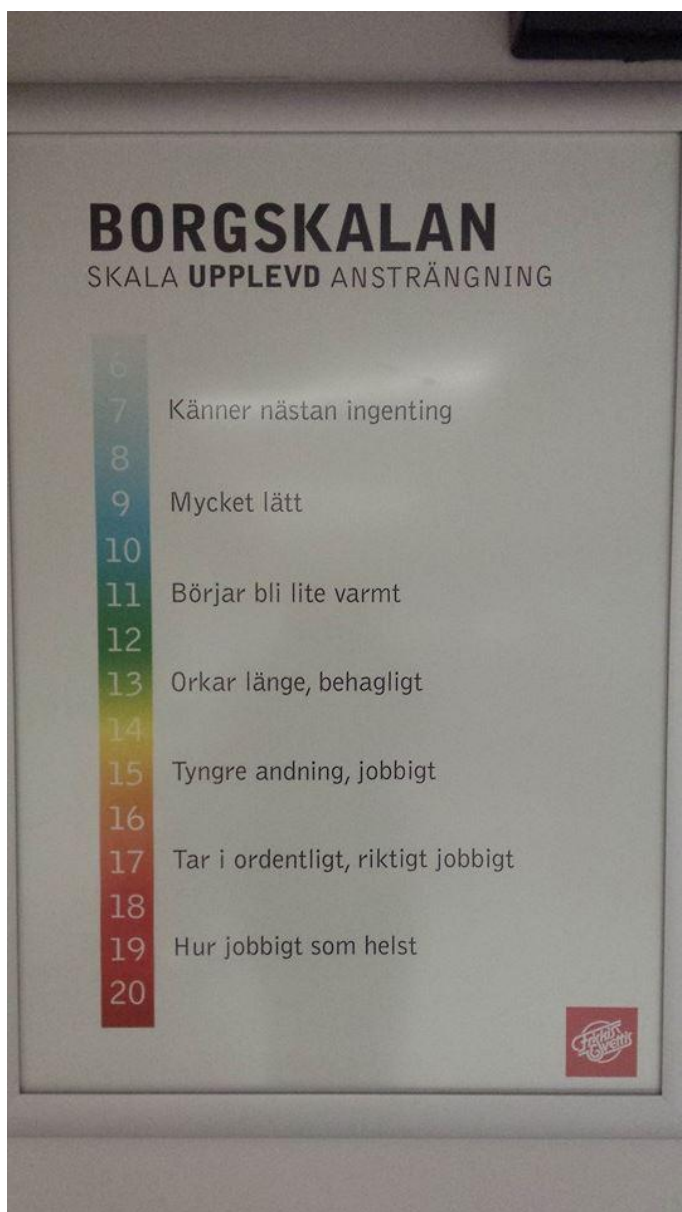 BORGSKALAN
SKALA UPPLEVD ANSTRÄNGNING
6
7 Känner nästan ingenting
8
9 Mycket lätt
10
11 Börjar bli lite varmt
12
13 Orkar länge, behagligt
14
15 Tyngre andning, jobbigt
16
17 Tar i ordentligt, riktigt jobbigt
18
19 Hur jobbigt som helst
20
Friskis & Svettis